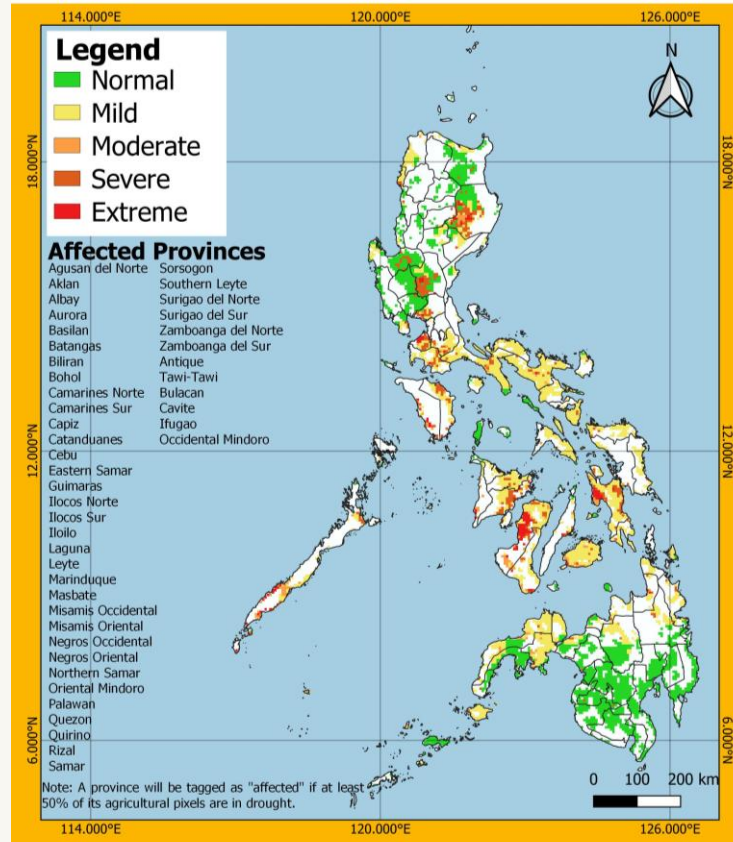 114.000°E 120.000°E 126.000°E
Legend
Normal
Mild
Moderate
Severe
Extreme
N
18.000°N 18.000°N
Affected Provinces
Agusan del Norte Sorsogon
Aklan Southern Leyte
Albay Surigao del Norte
Aurora Surigao del Sur
Basilan Zamboanga del Norte
Batangas Zamboanga del Sur
Biliran Antique
Bohol Tawi-Tawi
Camarines Norte Bulacan
Camarines Sur Cavite
Capiz Ifugao
Catanduanes Occidental Mindoro
Cebu
Eastern Samar
Guimaras
Ilocos Norte
Ilocos Sur
Iloilo
Laguna
Leyte
Marinduque
Masbate
Misamis Occidental
Misamis Oriental
Negros Occidental
Negros Oriental
Northern Samar
Oriental Mindoro
Palawan
Quezon
Quirino
Rizal
Samar
12.000°N 12.000°N
6.000°N 6.000°N
Note: A province will be tagged as "affected" if at least
50% of its agricultural pixels are in drought.
0 100 200 km
114.000°E 120.000°E 126.000°E